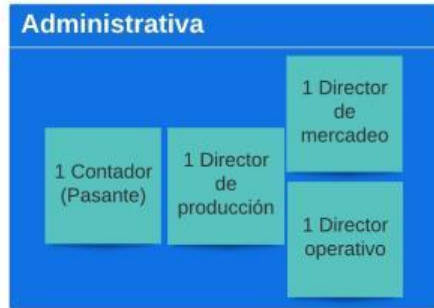 Administrativa
1 Contador
(Pasante)
1 Director
de
producción
1 Director
de
mercadeo
1 Director
operativo